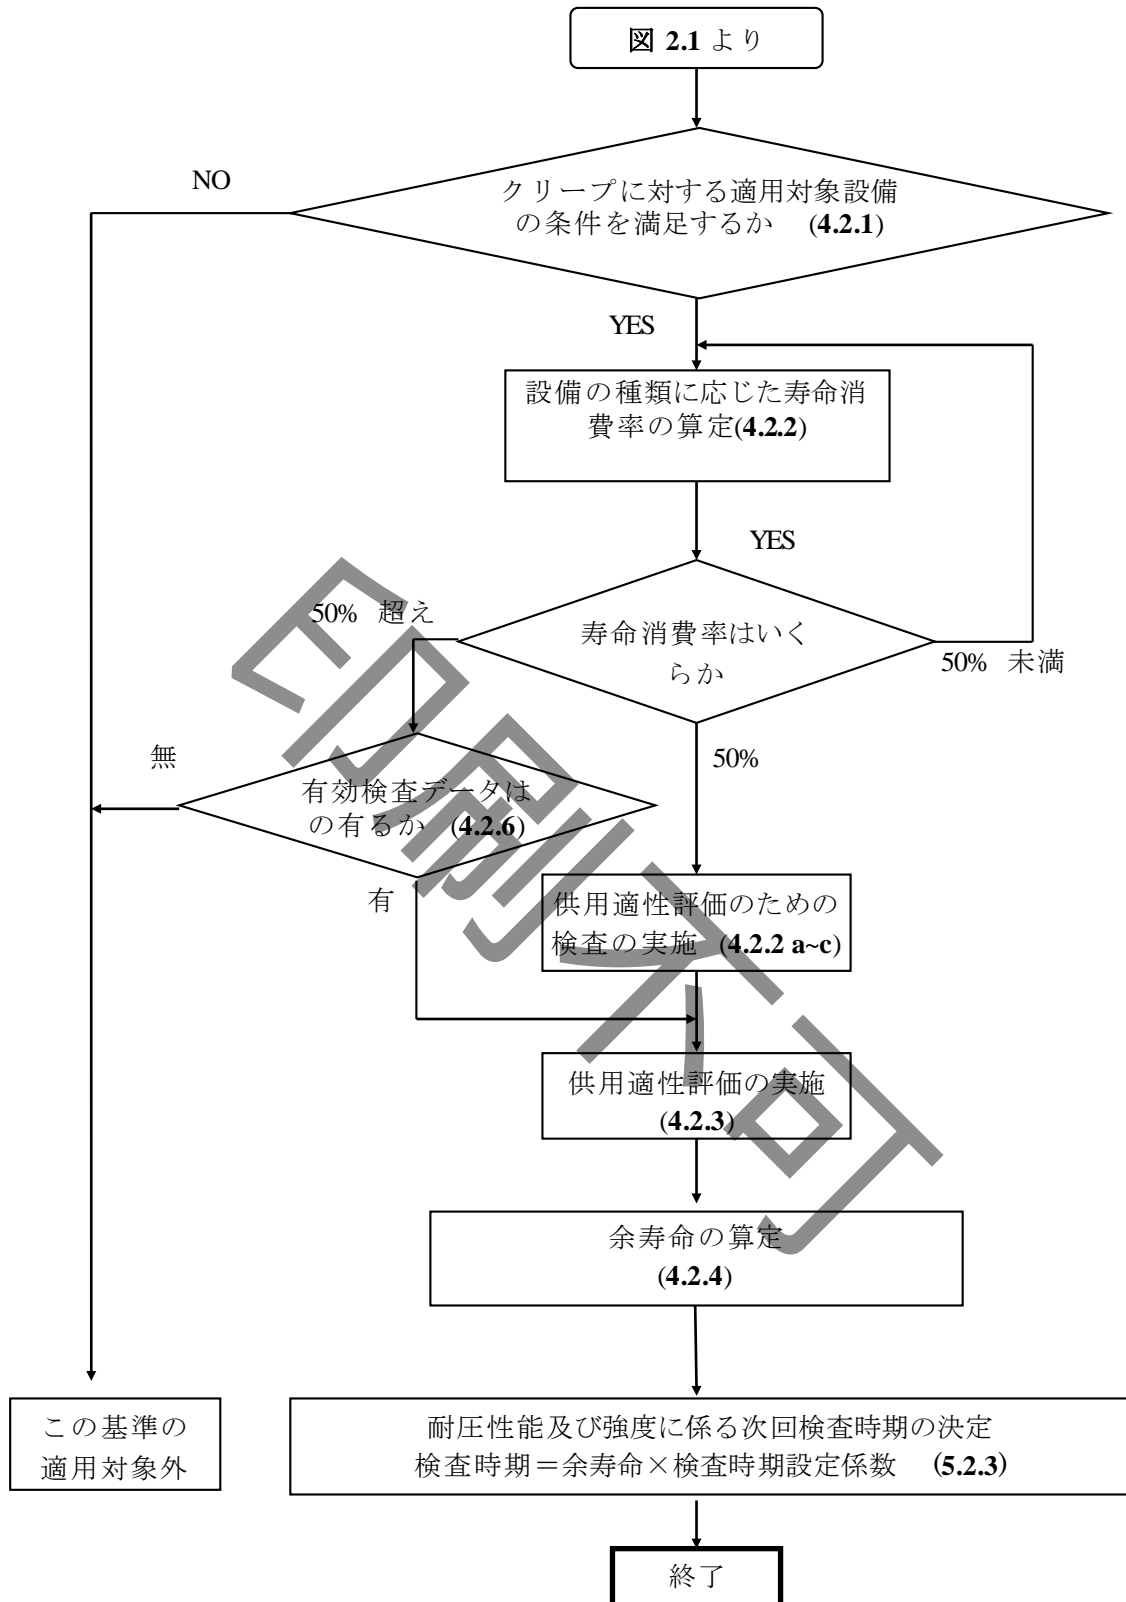 図 2.1 より
NO
クリープに対する適用対象設備
の条件を満足するか (4.2.1)
YES
設備の種類に応じた寿命消
費率の算定(4.2.2)
YES
50% 超え
寿命消費率はいく
らか
50% 未満
50%
無
有効検査データは
の有るか (4.2.6)
有
供用適性評価のための
検査の実施 (4.2.2 a~c)
供用適性評価の実施
(4.2.3)
余寿命の算定
(4.2.4)
この基準の
適用対象外
耐圧性能及び強度に係る次回検査時期の決定
検査時期＝余寿命×検査時期設定係数 (5.2.3)
終了
印刷不可